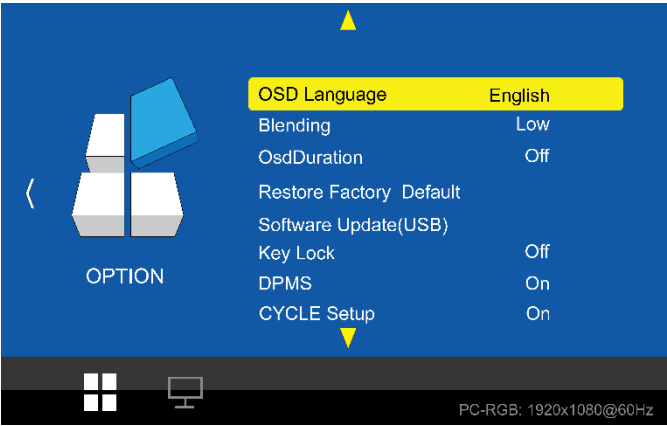 OSD Language English
Blending Low
OsdDuration Off
Restore Factory Default
Software Update(USB)
Key Lock Off
OPTION
DPMS On
CYCLE Setup On
PC-RGB: 1920x1080@60Hz